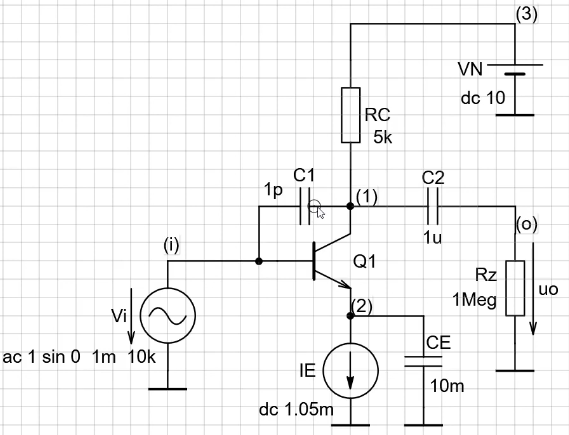 (3)
VN
dc 10
RC
5k
C1
1p
(1)
C2
1u
(o)
(i)
Q1
Rz
1Meg
uo
(2)
Vi
ac 1 sin 0 1m 10k
IE
CE
10m
dc 1.05m